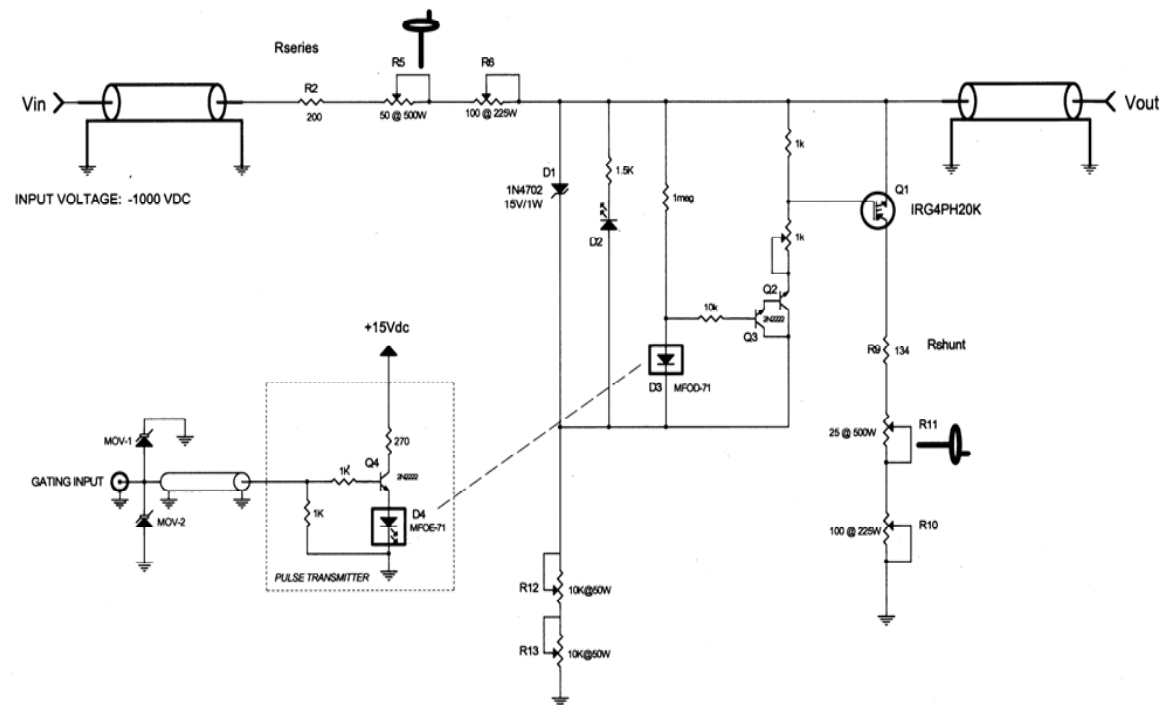 Rseries
R5
R6
Vin
R2
200
50 @ 500W
100 @ 225W
Vout
INPUT VOLTAGE: -1000 VDC
D1
1N4702
15V/1W
1.5K
D2
1meg
1k
Q1
IRG4PH20K
1k
Q2
10k
2N2222
Q3
+15Vdc
D3
MFOD-71
R9
134
Rshunt
MOV-1
270
25 @ 500W
R11
GATING INPUT
1K
Q4
2N2222
MOV-2
1K
D4
MFOE-71
100 @ 225W
R10
PULSE TRANSMITTER
R12
10K@50W
R13
10K@50W